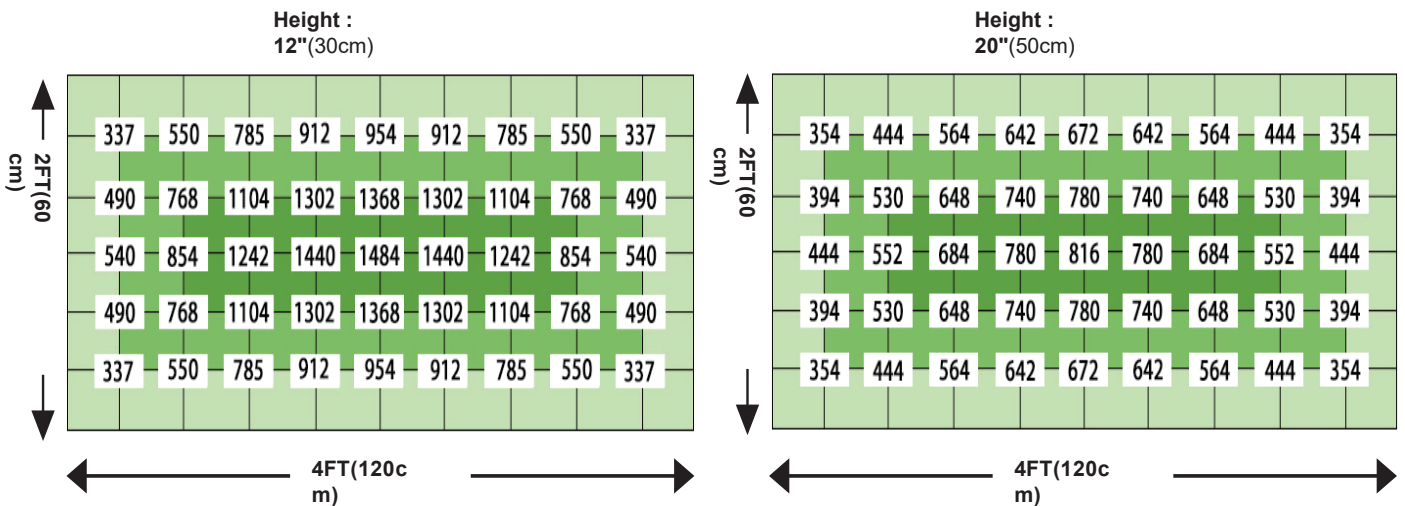 Height :
12"(30cm)
2FT(60
cm)
337 550 785 912 954 912 785 550 337
490 768 1104 1302 1368 1302 1104 768 490
540 854 1242 1440 1484 1440 1242 854 540
490 768 1104 1302 1368 1302 1104 768 490
337 550 785 912 954 912 785 550 337
4FT(120c
m)
Height :
20"(50cm)
2FT(60
cm)
354 444 564 642 672 642 564 444 354
394 530 648 740 780 740 648 530 394
444 552 684 780 816 780 684 552 444
394 530 648 740 780 740 648 530 394
354 444 564 642 672 642 564 444 354
4FT(120c
m)